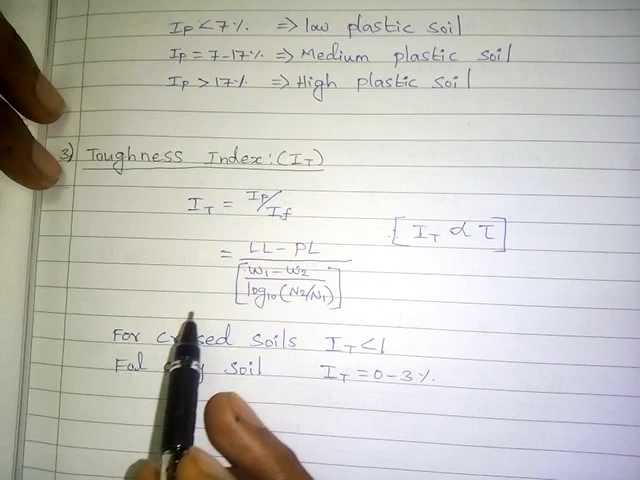 Ip < 7% => low plastic soil
Ip = 7-17% => Medium plastic soil
Ip > 17% => High plastic soil
3) Toughness Index: (IT)
IT = Ip/If
[IT ∝ τ]
= LL - PL
[w1 - w2
log10 (N2/N1)]
For soils IT < 1
soil IT = 0-3%.